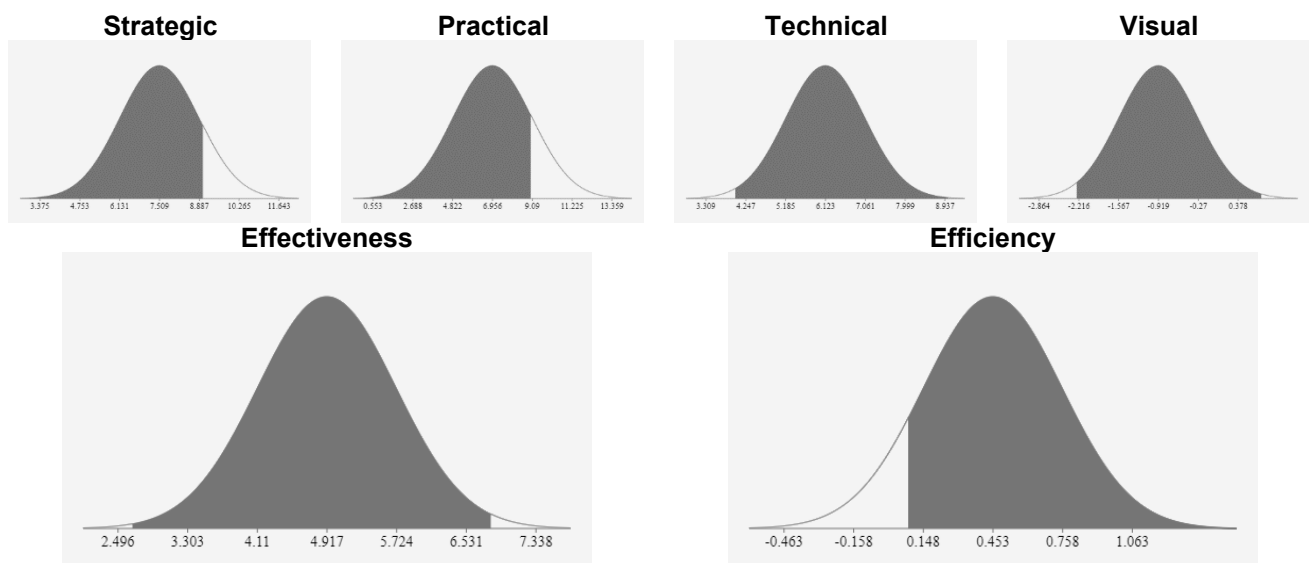 Strategic Practical Technical Visual
3.375 4.753 6.131 7.509 8.887 10.265 11.643
0.553 2.688 4.822 6.956 9.09 11.225 13.359
3.309 4.247 5.185 6.123 7.061 7.999 8.937
-2.864 -2.216 -1.567 -0.919 -0.27 0.378
Effectiveness Efficiency
2.496 3.303 4.11 4.917 5.724 6.531 7.338
-0.463 -0.158 0.148 0.453 0.758 1.063